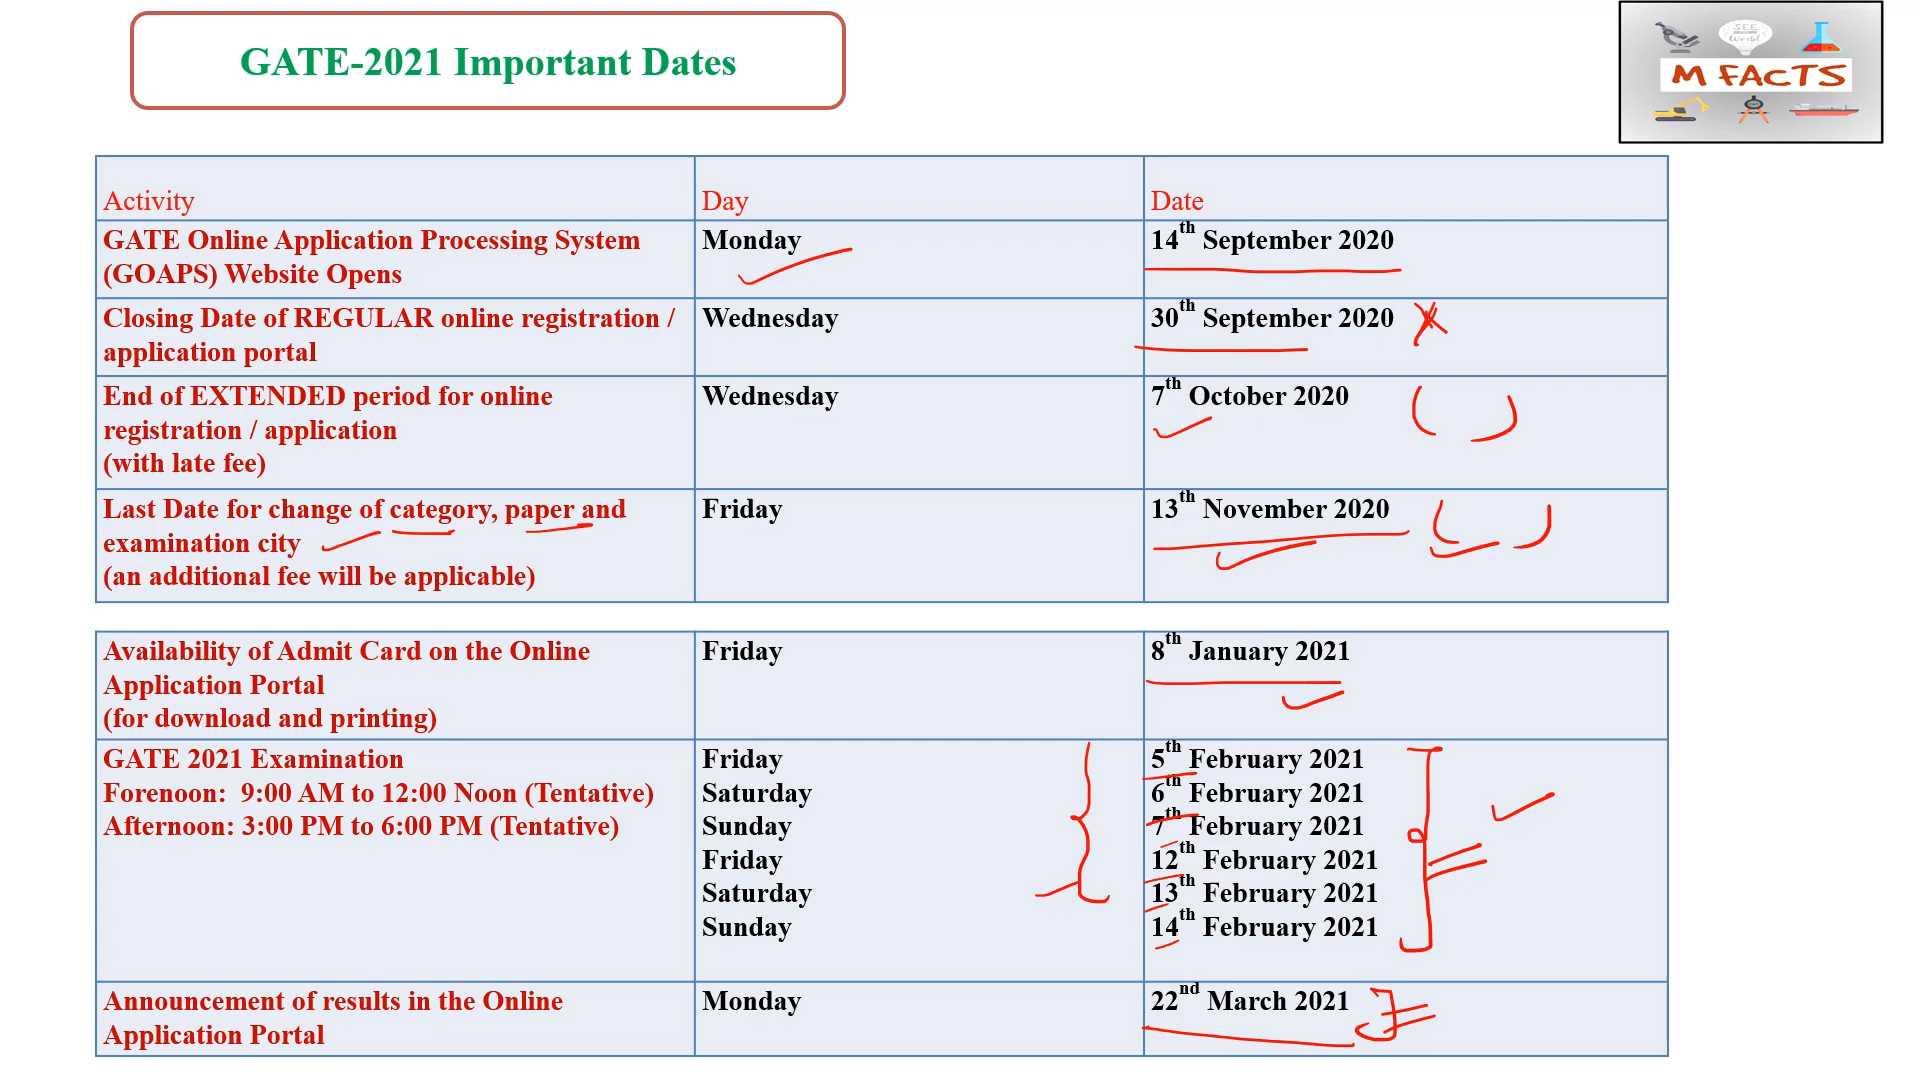 GATE-2021 Important Dates
SEE
the
World
M FACTS
Activity Day Date
GATE Online Application Processing System Monday 14th September 2020
(GOAPS) Website Opens
Closing Date of REGULAR online registration / Wednesday 30th September 2020
application portal
End of EXTENDED period for online Wednesday 7th October 2020
registration / application
(with late fee)
Last Date for change of category, paper and Friday 13th November 2020
examination city
(an additional fee will be applicable)
Availability of Admit Card on the Online Friday 8th January 2021
Application Portal
(for download and printing)
GATE 2021 Examination Friday 5th February 2021
Forenoon: 9:00 AM to 12:00 Noon (Tentative) Saturday 6th February 2021
Afternoon: 3:00 PM to 6:00 PM (Tentative) Sunday 7th February 2021
Friday 12th February 2021
Saturday 13th February 2021
Sunday 14th February 2021
Announcement of results in the Online Monday 22nd March 2021
Application Portal